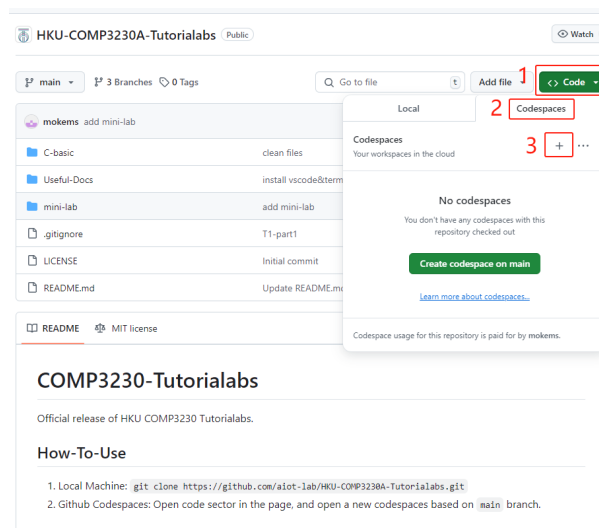 HKU-COMP3230A-Tutorialabs Public Watch
main 3 Branches 0 Tags Go to file t Add file 1 <> Code
mokems add mini-lab
Local 2 Codespaces
C-basic clean files
Codespaces
Your workspaces in the cloud
3 + ...
Useful-Docs install vscode&term
mini-lab add mini-lab
No codespaces
.gitignore T1-part1
You don't have any codespaces with this
repository checked out
LICENSE Initial commit
README.md Update README.md
Create codespace on main
Learn more about codespaces...
README MIT license
Codespace usage for this repository is paid for by mokems.
COMP3230-Tutorialabs
Official release of HKU COMP3230 Tutorialabs.
How-To-Use
1. Local Machine: git clone https://github.com/aiot-lab/HKU-COMP3230A-Tutorialabs.git
2. Github Codespaces: Open code sector in the page, and open a new codespaces based on main branch.